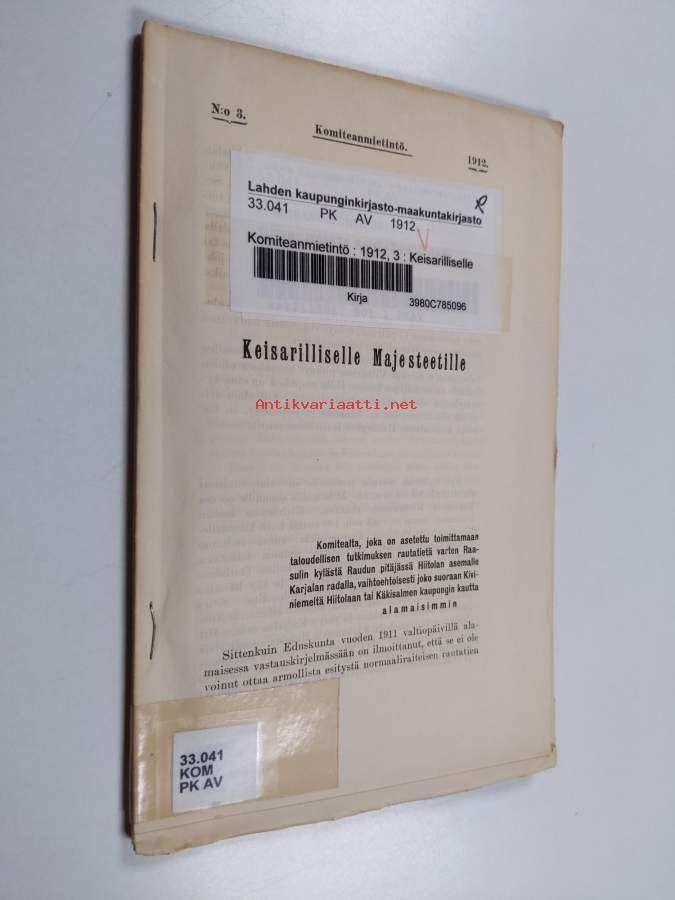 N:o 3.
Komiteanmietintö.
1912.
Lahden kaupunginkirjasto-maakuntakirjasto
R
33.041 PK AV 1912
V
Komiteanmietintö : 1912, 3 : Keisarilliselle
Kirja 3980C785096
Keisarilliselle Majesteetille
Antikvariaatti.net
Komitealta, joka on asetettu toimittamaan
taloudellisen tutkimuksen rautatietä varten Raa-
sulin kylästä Raudun pitäjässä Hiitolan asemalle
Karjalan radalla, vaihtoehtoisesti joko suoraan Kivi-
niemeltä Hiitolaan tai Käkisalmen kaupungin kautta
alamaisimmin
Sittenkuin Eduskunta vuoden 1911 valtiopäivillä ala-
maisessa vastauskirjelmässään on ilmoittanut, että se ei ole
voinut ottaa armollista esitystä normaaliraiteisen rautatien
33.041
KOM
PK AV